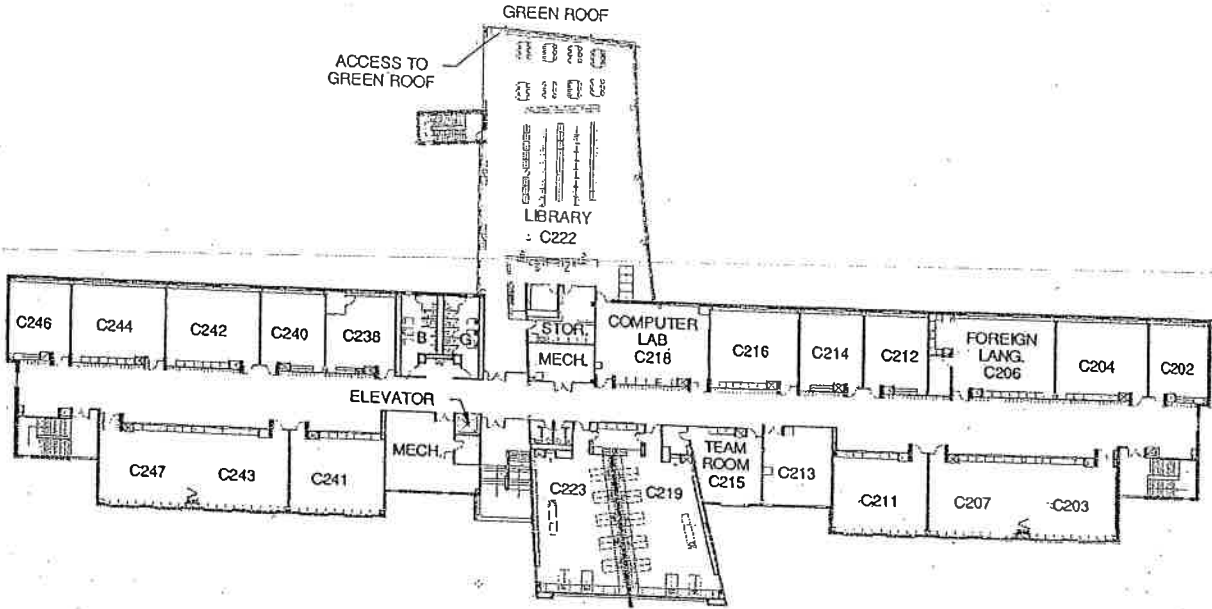 GREEN ROOF
ACCESS TO
GREEN ROOF
LIBRARY
C222
C246
C244
C242
C240
C238
B
G
STOR.
MECH.
COMPUTER
LAB
C218
C216
C214
C212
FOREIGN
LANG.
C206
C204
C202
ELEVATOR
MECH.
C247
C243
C241
C223
C219
TEAM
ROOM
C215
C213
C211
C207
C203